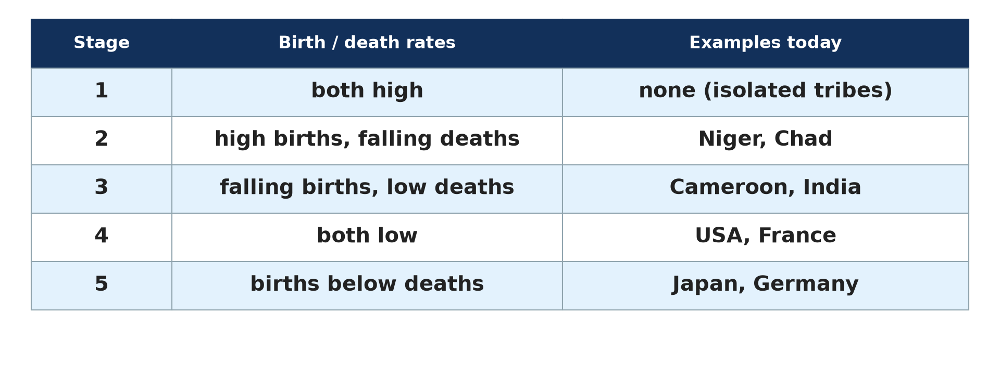 Stage Birth / death rates Examples today
1 both high none (isolated tribes)
2 high births, falling deaths Niger, Chad
3 falling births, low deaths Cameroon, India
4 both low USA, France
5 births below deaths Japan, Germany